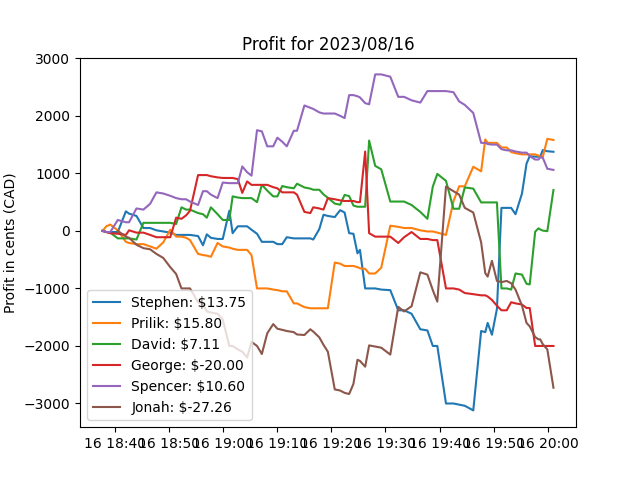 Profit for 2023/08/16
Profit in cents (CAD)
3000
2000
1000
0
−1000
−2000
−3000
Stephen: $13.75
Prilik: $15.80
David: $7.11
George: $-20.00
Spencer: $10.60
Jonah: $-27.26
16 18:40 16 18:50 16 19:00 16 19:10 16 19:20 16 19:30 16 19:40 16 19:50 16 20:00